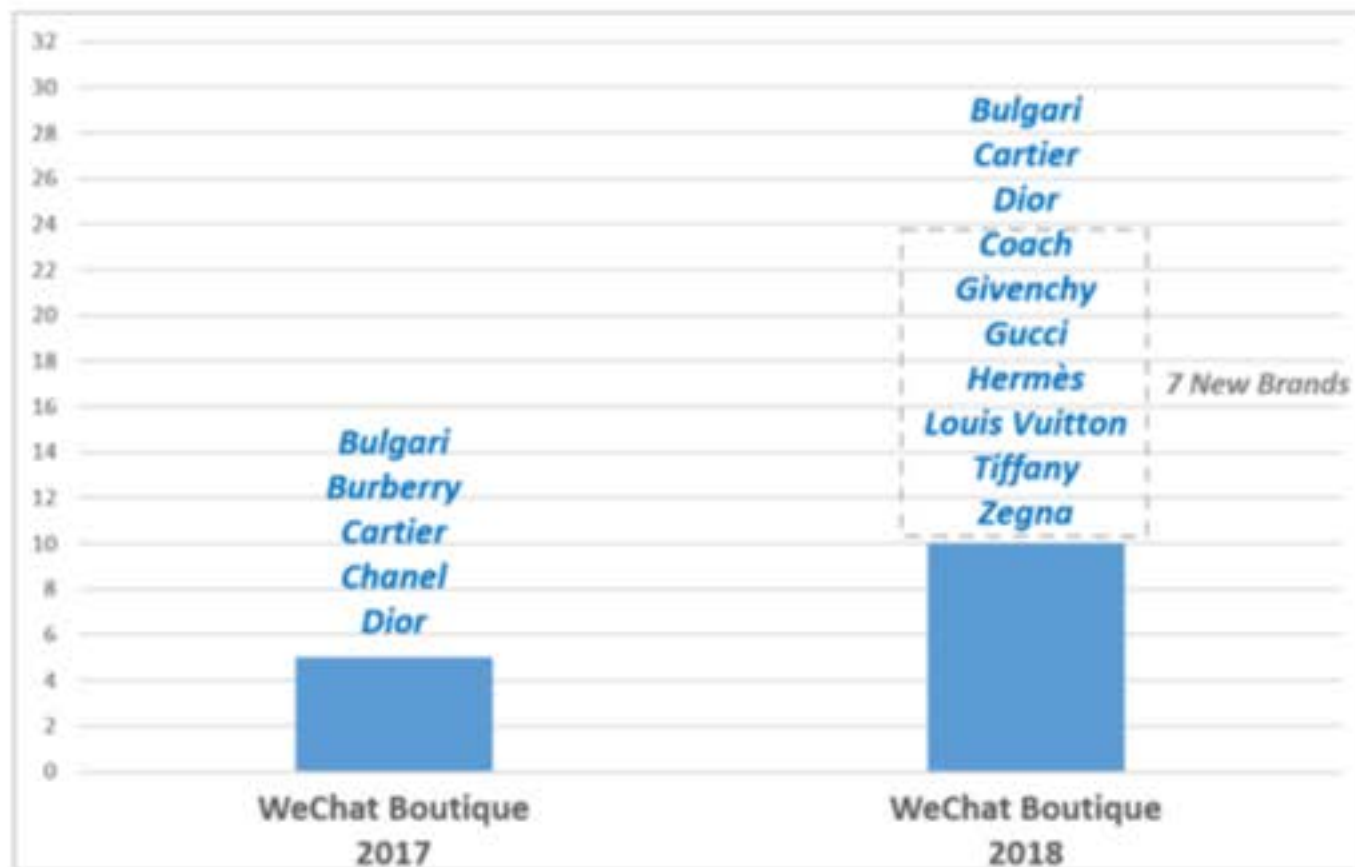 32
30
28
26
24
22
20
18
16
14
12
10
8
6
4
2
0
Bulgari
Burberry
Cartier
Chanel
Dior
Bulgari
Cartier
Dior
Coach
Givenchy
Gucci
Hermès
Louis Vuitton
Tiffany
Zegna
7 New Brands
WeChat Boutique
2017
WeChat Boutique
2018